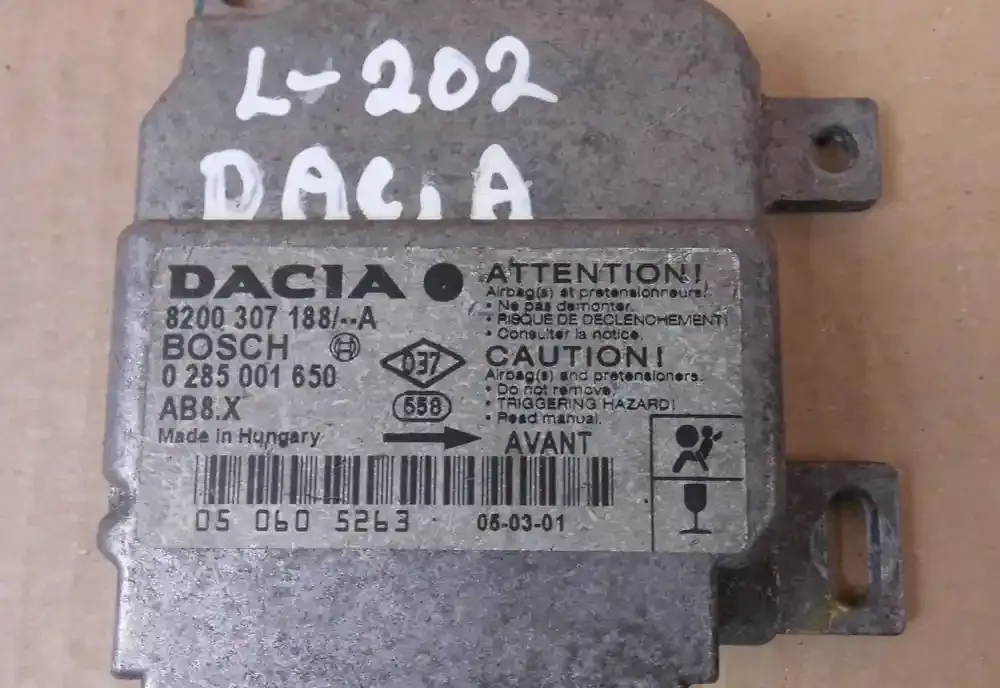 L-202
DACIA
DACIA
8200 307 188/--A
BOSCH
0 285 001 650
AB8.X
Made in Hungary
D37
558
ATTENTION!
Airbag(s) et pretensionneurs!
• Ne pas demonter.
• RISQUE DE DECLENCHEMENT!
• Consulter la notice.
CAUTION!
Airbag(s) and pretensioners.
• Do not remove!
• TRIGGERING HAZARD!
• Read manual.
AVANT
05 060 5263
05-03-01